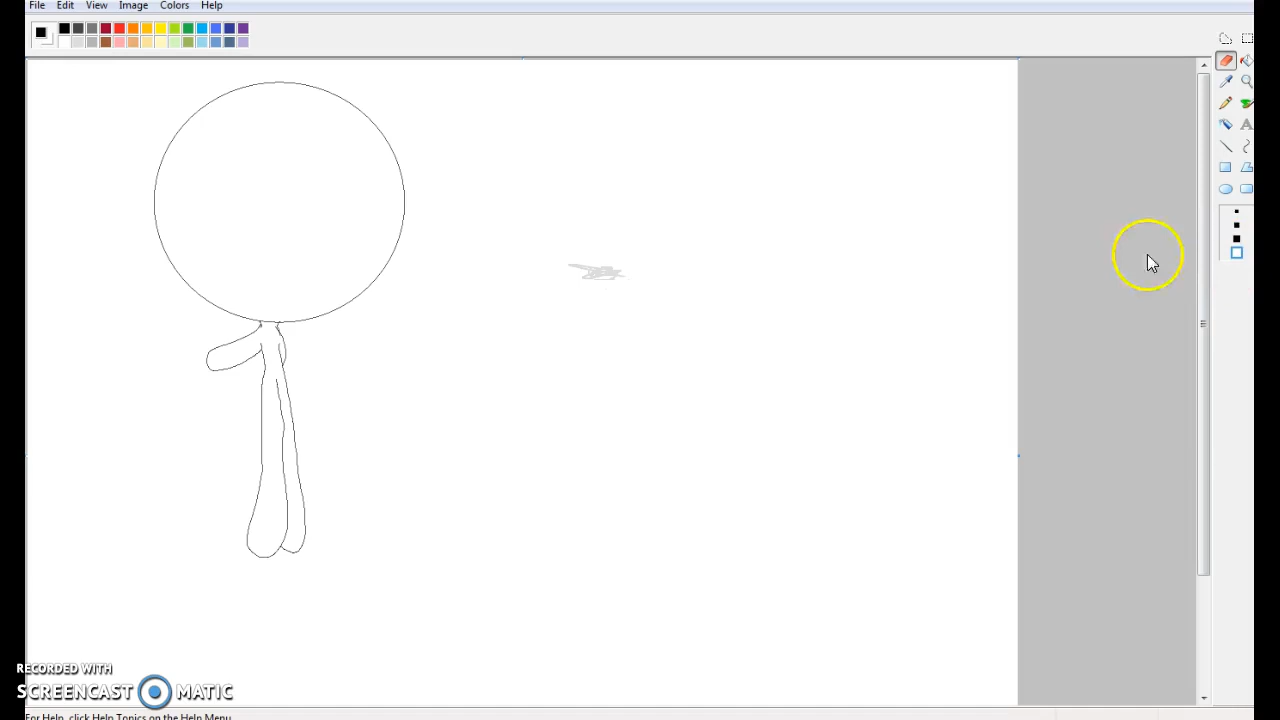 File Edit View Image Colors Help
A
RECORDED WITH
SCREENCAST MATIC
For Help, click Help Topics on the Help Menu.